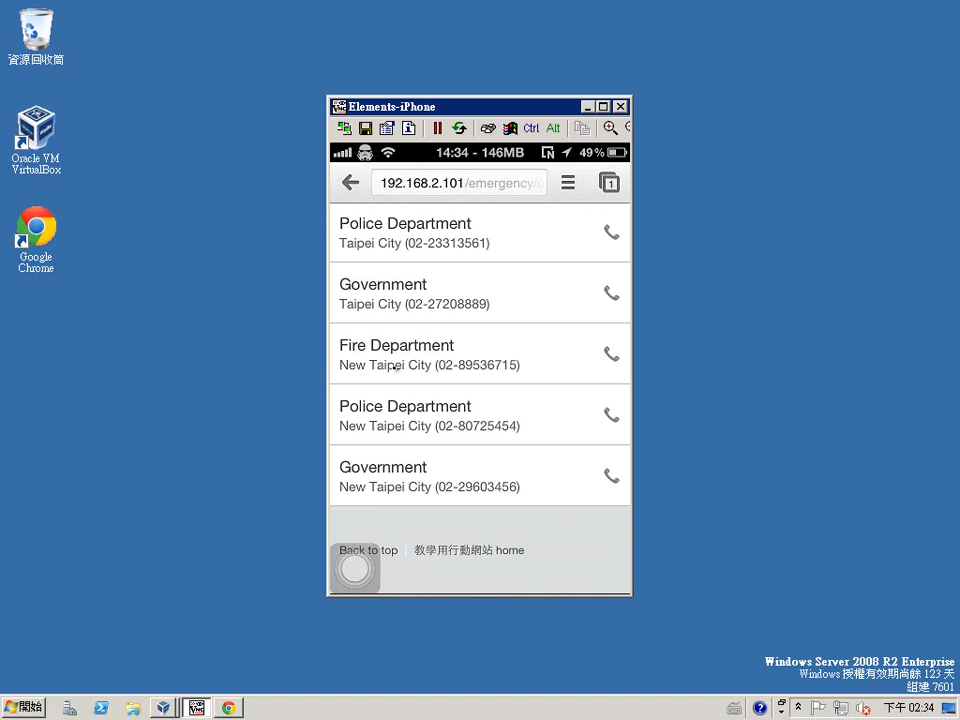 資源回收筒
Oracle VM
VirtualBox
Google
Chrome
Elements-iPhone
Ctrl Alt
14:34 - 146MB
49%
192.168.2.101/emergency/
1
Police Department
Taipei City (02-23313561)
Government
Taipei City (02-27208889)
Fire Department
New Taipei City (02-89536715)
Police Department
New Taipei City (02-80725454)
Government
New Taipei City (02-29603456)
Back to top
教學用行動網站 home
Windows Server 2008 R2 Enterprise
Windows 授權有效期尚餘 123 天
組建 7601
開始
下午 02:34